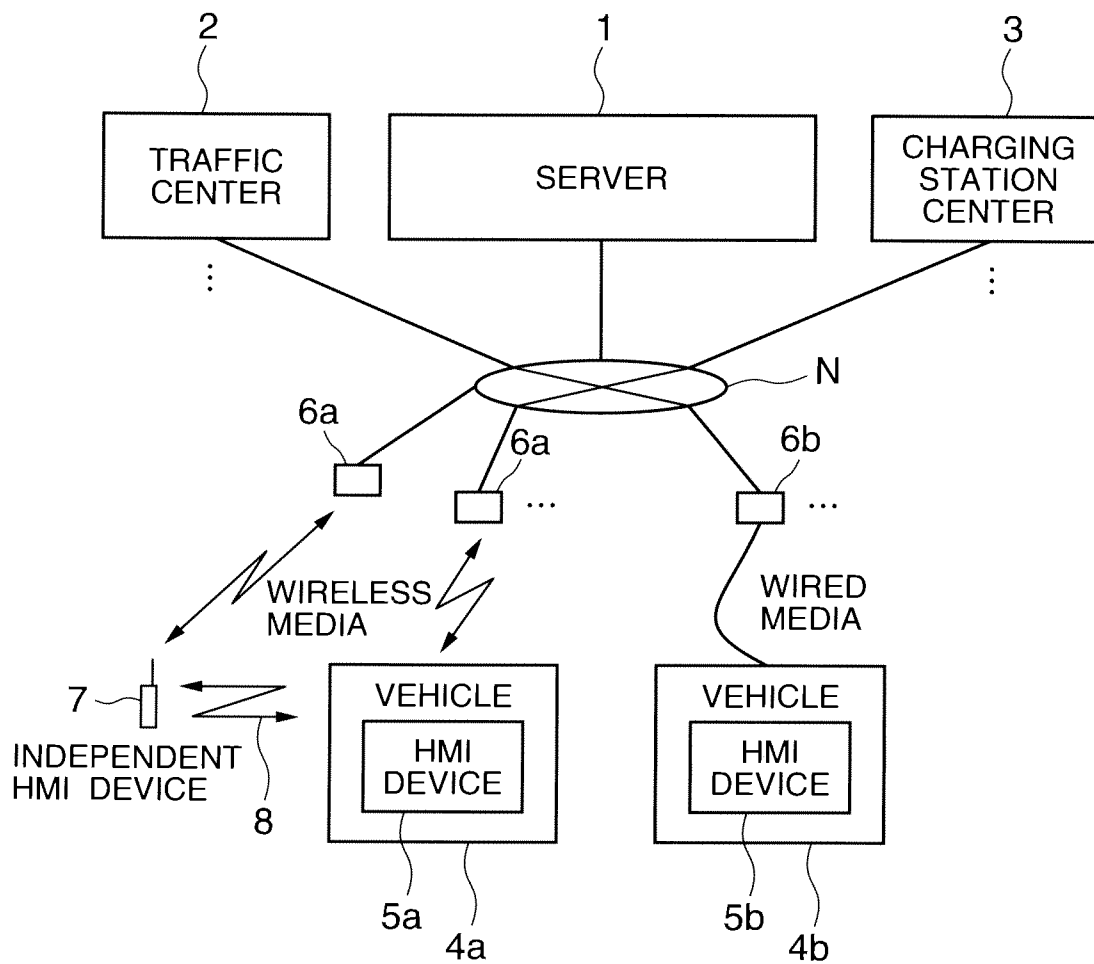 2
1
3
TRAFFIC
CENTER
SERVER
CHARGING
STATION
CENTER
...
...
N
6a
6a
6b
...
...
WIRELESS
MEDIA
WIRED
MEDIA
7
INDEPENDENT
HMI DEVICE
8
VEHICLE
HMI
DEVICE
VEHICLE
HMI
DEVICE
5a
4a
5b
4b